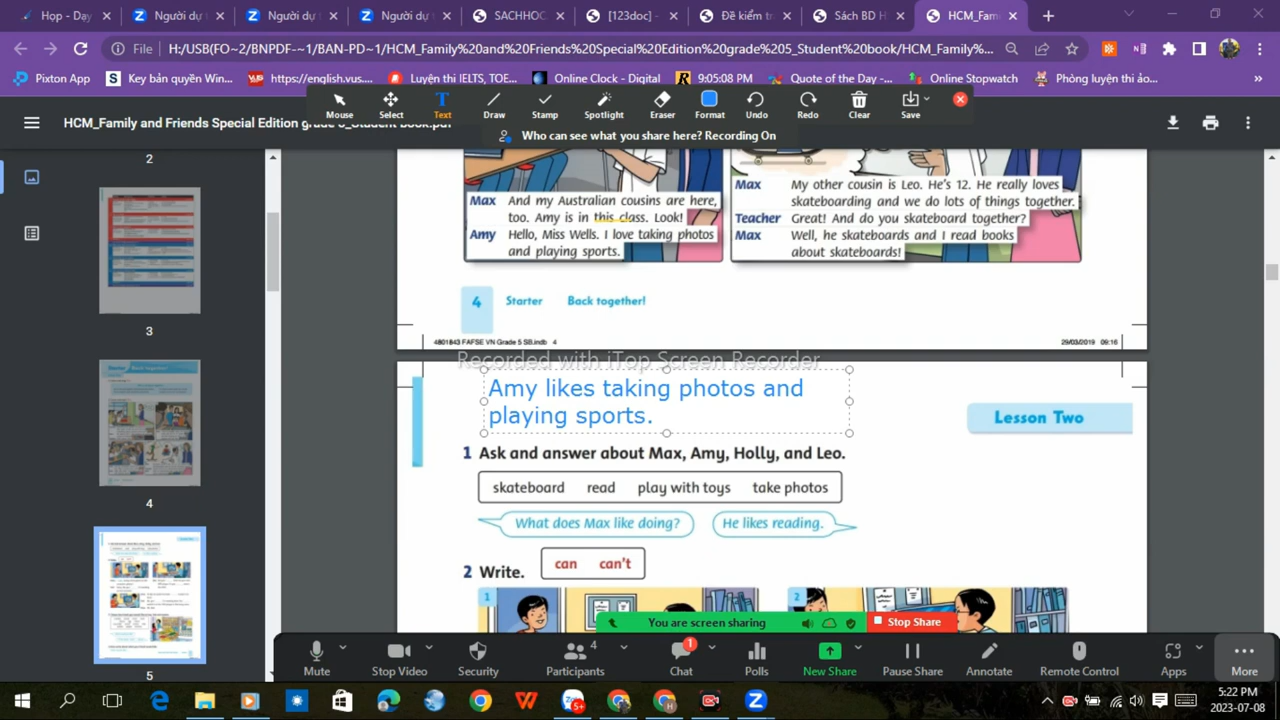 Họp - Dạy
Người dự
Người dự
Người dự
SACHHOC.
[123doc] -
Đề kiểm tr
Sách BD H
HCM_Fami
File H:/USB(FO~2/BNPDF-~1/BAN-PD~1/HCM_Family%20and%20Friends%20Special%20Edition%20grade%205_Student%20book/HCM_Family%...
Pixton App
Key bản quyền Win...
https://english.vus....
Luyện thi IELTS, TOE...
Online Clock - Digital
9:05:08 PM
Quote of the Day -...
Online Stopwatch
Phòng luyện thi ảo...
Mouse Select Text Draw Stamp Spotlight Eraser Format Undo Redo Clear Save
HCM_Family and Friends Special Edition grade 5_Student book.pdf
Who can see what you share here? Recording On
2
3
4
5
Max And my Australian cousins are here,
too. Amy is in this class. Look!
Amy Hello, Miss Wells. I love taking photos
and playing sports.
Max My other cousin is Leo. He's 12. He really loves
skateboarding and we do lots of things together.
Teacher Great! And do you skateboard together?
Max Well, he skateboards and I read books
about skateboards!
4 Starter Back together!
4801843 FAFSE VN Grade 5 SB.indb 4
29/03/2019 09:16
Recorded with iTop Screen Recorder
Amy likes taking photos and
playing sports.
Lesson Two
1 Ask and answer about Max, Amy, Holly, and Leo.
skateboard read play with toys take photos
What does Max like doing? He likes reading.
2 Write. can can't
1
2
You are screen sharing Stop Share
4
1
Mute Stop Video Security Participants Chat Polls New Share Pause Share Annotate Remote Control Apps More
5+
5:22 PM
2023-07-08